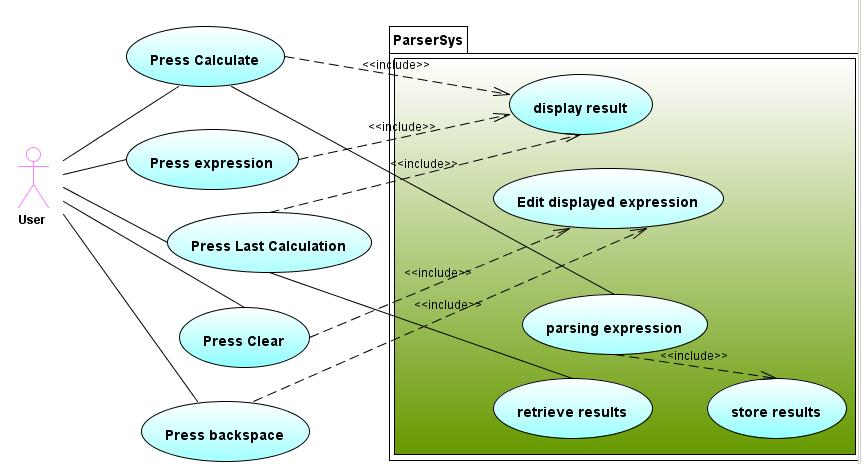 ParserSys
Press Calculate
<<include>>
display result
Press expression
<<include>>
<<include>>
Edit displayed expression
User
Press Last Calculation
<<include>>
<<include>>
Press Clear
parsing expression
<<include>>
retrieve results
store results
Press backspace